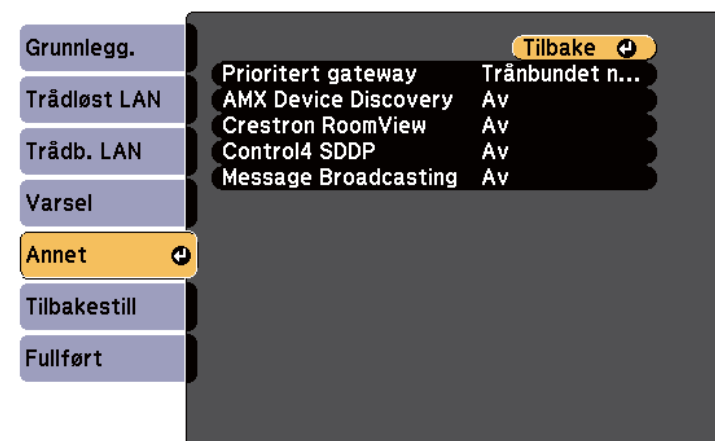 Grunnlegg.
Trådløst LAN
Trådb. LAN
Varsel
Annet
Tilbakestill
Fullført
Tilbake
Prioritert gateway Trånbundet n...
AMX Device Discovery Av
Crestron RoomView Av
Control4 SDDP Av
Message Broadcasting Av